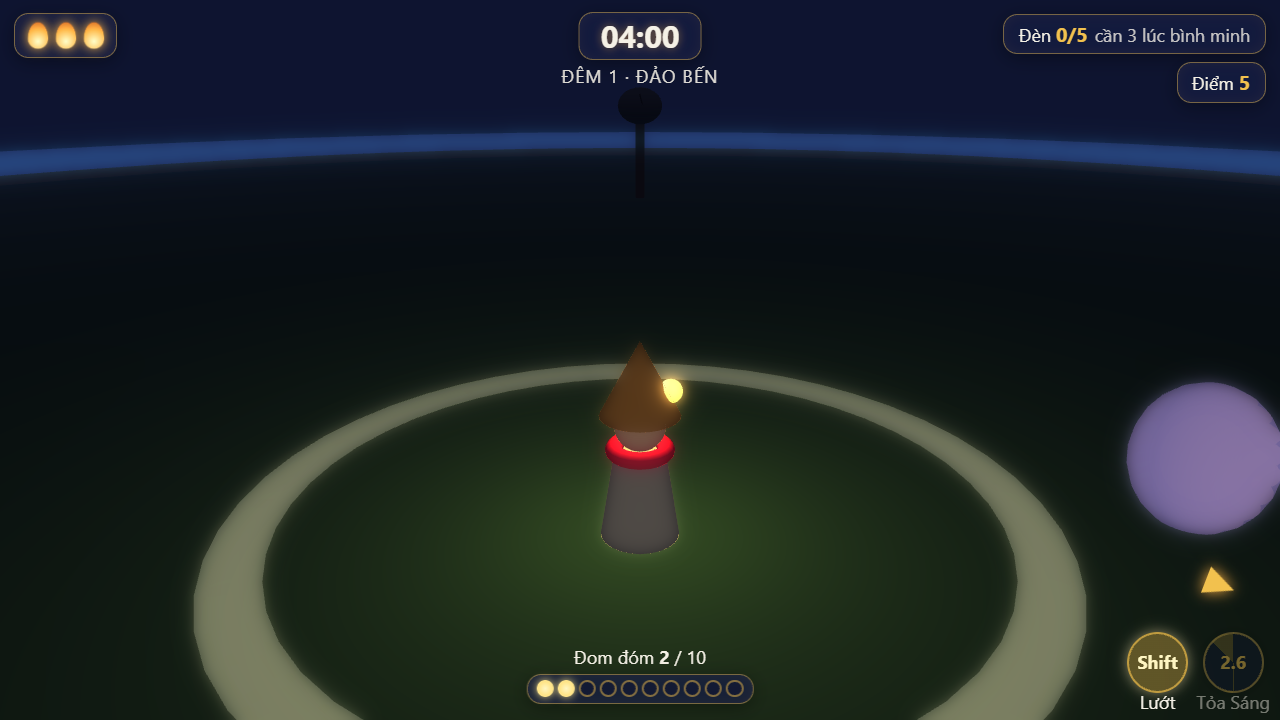 04:00
ĐÊM 1 · ĐẢO BẾN
Đèn 0/5 cần 3 lúc bình minh
Điểm 5
Đom đóm 2 / 10
Shift
2.6
Lướt
Tỏa Sáng